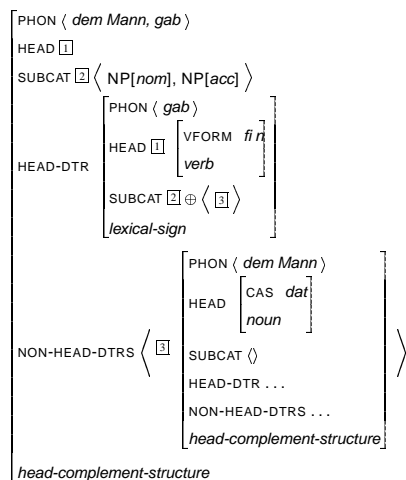 PHON ⟨ dem Mann, gab ⟩
HEAD 1
SUBCAT 2 ⟨ NP[nom], NP[acc] ⟩
PHON ⟨ gab ⟩
HEAD 1 VFORM fin
verb
HEAD-DTR
SUBCAT 2 ⊕ ⟨ 3 ⟩
lexical-sign
PHON ⟨ dem Mann ⟩
HEAD CAS dat
noun
NON-HEAD-DTRS ⟨ 3 SUBCAT ⟨⟩ ⟩
HEAD-DTR ...
NON-HEAD-DTRS ...
head-complement-structure
head-complement-structure